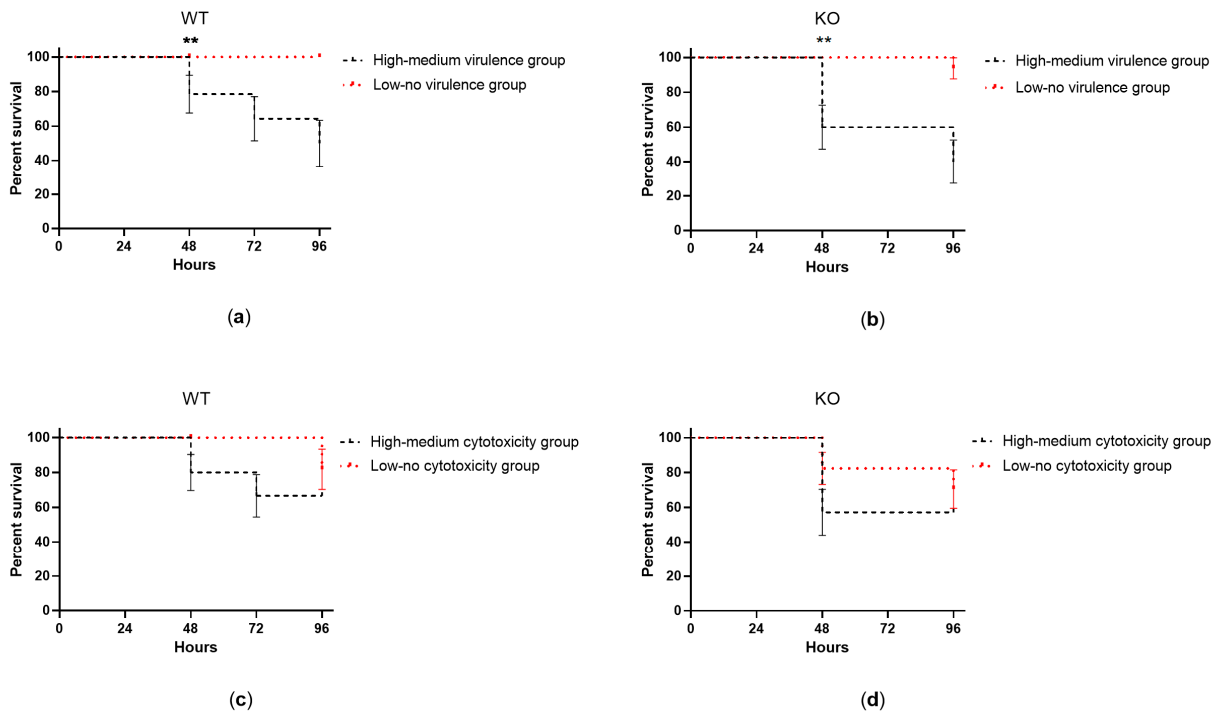 WT
**
100
80
60
40
20
0
Percent survival
0 24 48 72 96
Hours
High-medium virulence group
Low-no virulence group
(a)
KO
**
100
80
60
40
20
0
Percent survival
0 24 48 72 96
Hours
High-medium virulence group
Low-no virulence group
(b)
WT
100
80
60
40
20
0
Percent survival
0 24 48 72 96
Hours
High-medium cytotoxicity group
Low-no cytotoxicity group
(c)
KO
100
80
60
40
20
0
Percent survival
0 24 48 72 96
Hours
High-medium cytotoxicity group
Low-no cytotoxicity group
(d)